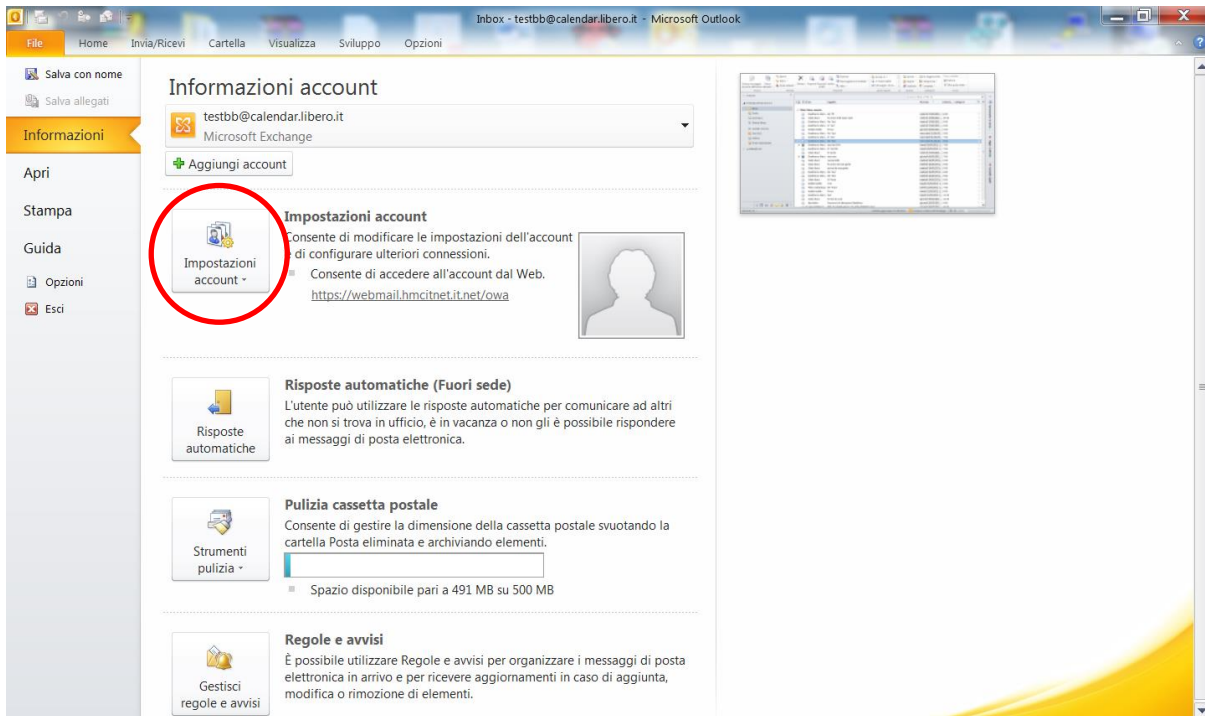 Inbox - testbb@calendar.libero.it - Microsoft Outlook
File Home Invia/Ricevi Cartella Visualizza Sviluppo Opzioni
Salva con nome
Salva allegati
Informazioni
Apri
Stampa
Guida
Opzioni
Esci
Informazioni account
testbb@calendar.libero.it
Microsoft Exchange
Aggiungi account
Impostazioni account
Impostazioni account
Consente di modificare le impostazioni dell'account
e di configurare ulteriori connessioni.
Consente di accedere all'account dal Web.
https://webmail.hmcitnet.it.net/owa
Risposte
automatiche
Risposte automatiche (Fuori sede)
L'utente può utilizzare le risposte automatiche per comunicare ad altri
che non si trova in ufficio, è in vacanza o non gli è possibile rispondere
ai messaggi di posta elettronica.
Strumenti
pulizia
Pulizia cassetta postale
Consente di gestire la dimensione della cassetta postale svuotando la
cartella Posta eliminata e archiviando elementi.
Spazio disponibile pari a 491 MB su 500 MB
Gestisci
regole e avvisi
Regole e avvisi
È possibile utilizzare Regole e avvisi per organizzare i messaggi di posta
elettronica in arrivo e per ricevere aggiornamenti in caso di aggiunta,
modifica o rimozione di elementi.